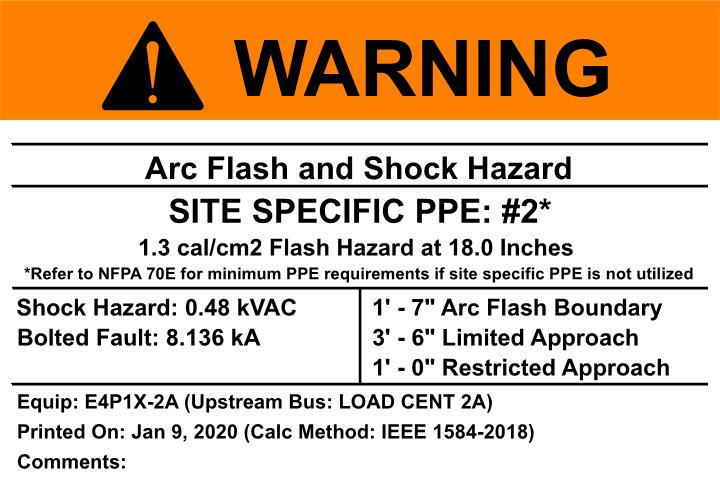 WARNING
Arc Flash and Shock Hazard
SITE SPECIFIC PPE: #2*
1.3 cal/cm2 Flash Hazard at 18.0 Inches
*Refer to NFPA 70E for minimum PPE requirements if site specific PPE is not utilized
Shock Hazard: 0.48 kVAC
Bolted Fault: 8.136 kA
1' - 7" Arc Flash Boundary
3' - 6" Limited Approach
1' - 0" Restricted Approach
Equip: E4P1X-2A (Upstream Bus: LOAD CENT 2A)
Printed On: Jan 9, 2020 (Calc Method: IEEE 1584-2018)
Comments: